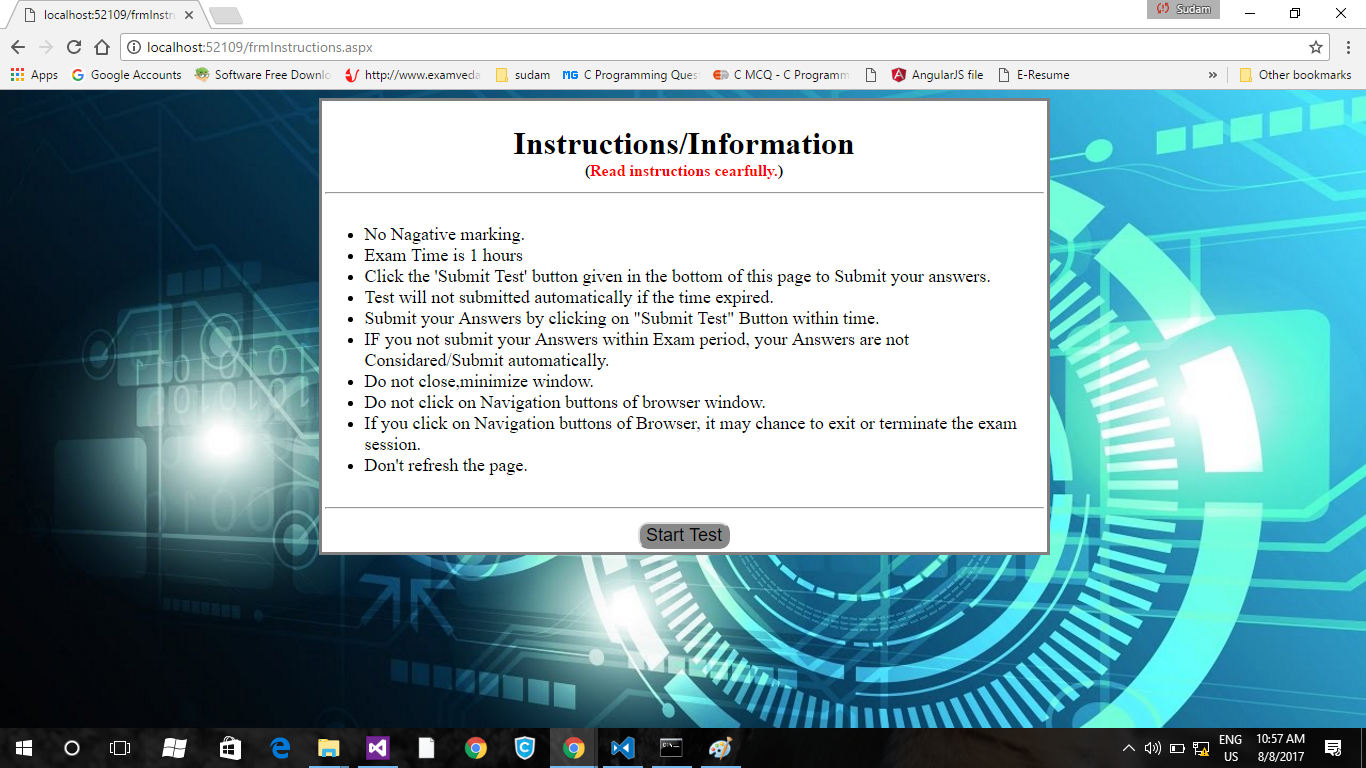 localhost:52109/frmInstr
Sudam
localhost:52109/frmInstructions.aspx
Apps Google Accounts Software Free Downlo http://www.examveda sudam MG C Programming Ques C MCQ - C Programm AngularJS file E-Resume » Other bookmarks
Instructions/Information
(Read instructions cearfully.)
No Nagative marking.
Exam Time is 1 hours
Click the 'Submit Test' button given in the bottom of this page to Submit your answers.
Test will not submitted automatically if the time expired.
Submit your Answers by clicking on "Submit Test" Button within time.
IF you not submit your Answers within Exam period, your Answers are not
Considared/Submit automatically.
Do not close,minimize window.
Do not click on Navigation buttons of browser window.
If you click on Navigation buttons of Browser, it may chance to exit or terminate the exam
session.
Don't refresh the page.
Start Test
ENG 10:57 AM
US 8/8/2017